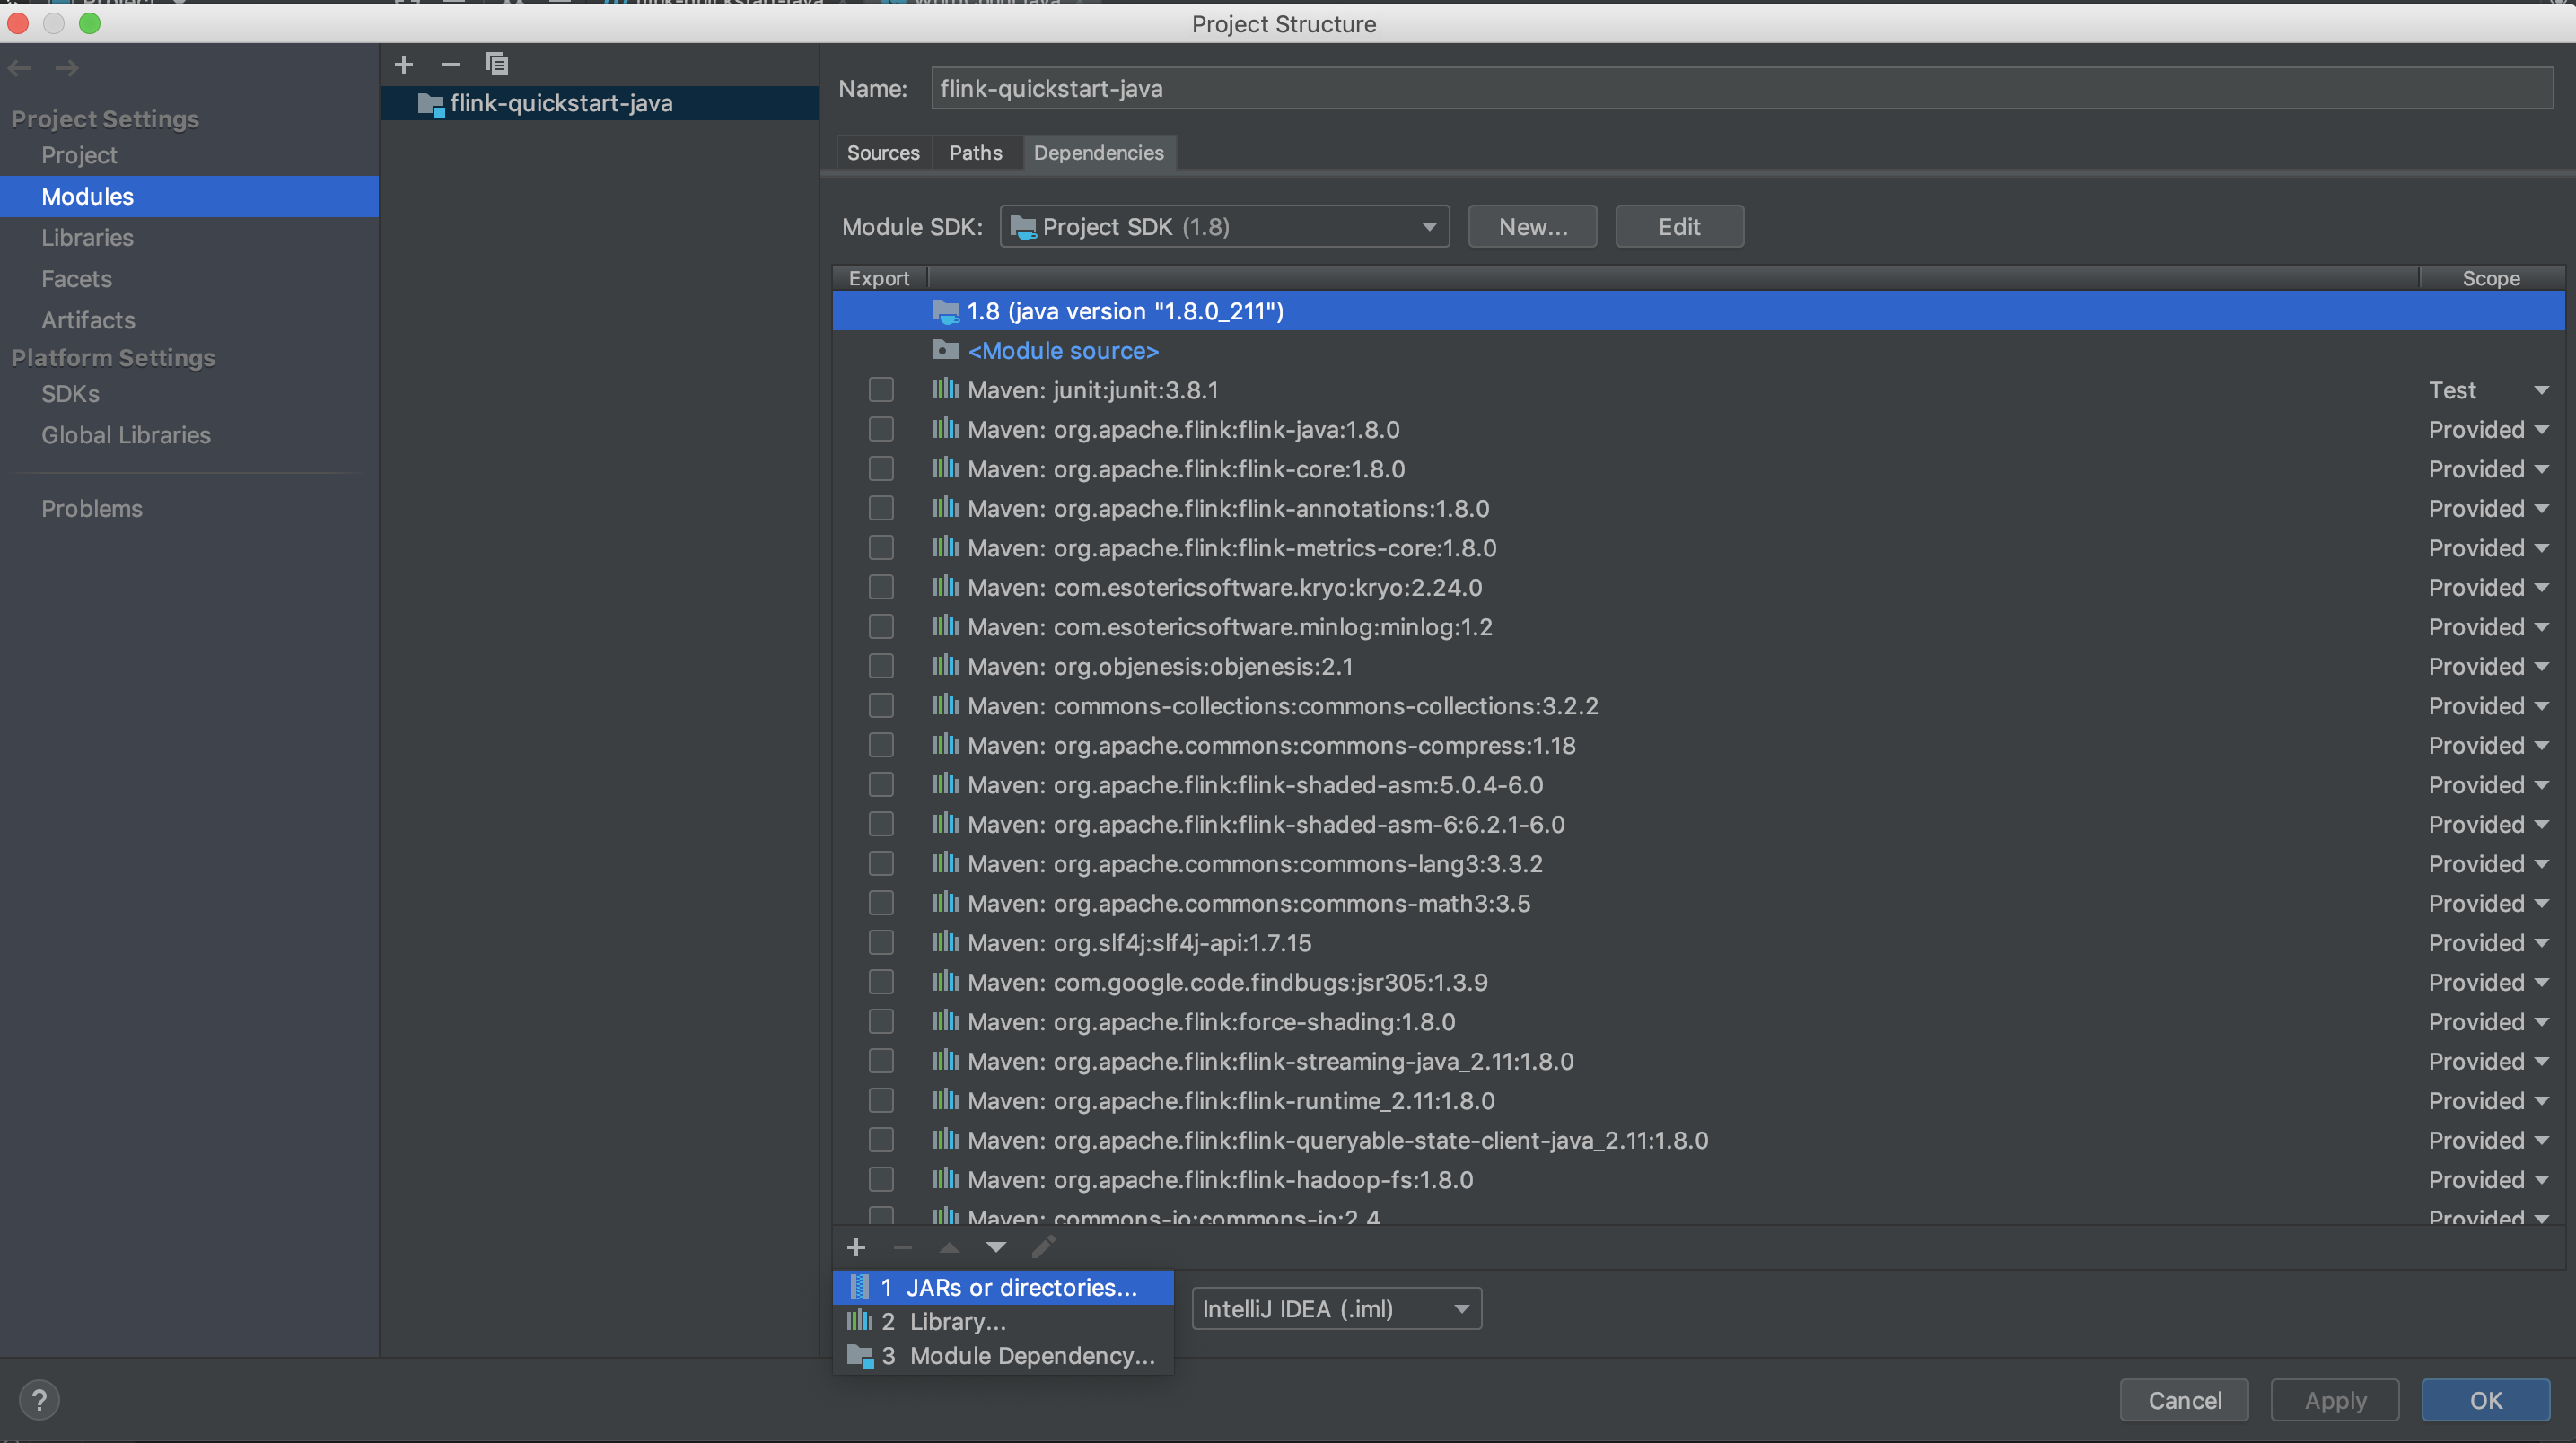 Project Structure
Project Settings
Project
Modules
Libraries
Facets
Artifacts
Platform Settings
SDKs
Global Libraries
Problems
flink-quickstart-java
Name: flink-quickstart-java
Sources Paths Dependencies
Module SDK: Project SDK (1.8) New... Edit
Export Scope
1.8 (java version "1.8.0_211")
<Module source>
Maven: junit:junit:3.8.1 Test
Maven: org.apache.flink:flink-java:1.8.0 Provided
Maven: org.apache.flink:flink-core:1.8.0 Provided
Maven: org.apache.flink:flink-annotations:1.8.0 Provided
Maven: org.apache.flink:flink-metrics-core:1.8.0 Provided
Maven: com.esotericsoftware.kryo:kryo:2.24.0 Provided
Maven: com.esotericsoftware.minlog:minlog:1.2 Provided
Maven: org.objenesis:objenesis:2.1 Provided
Maven: commons-collections:commons-collections:3.2.2 Provided
Maven: org.apache.commons:commons-compress:1.18 Provided
Maven: org.apache.flink:flink-shaded-asm:5.0.4-6.0 Provided
Maven: org.apache.flink:flink-shaded-asm-6:6.2.1-6.0 Provided
Maven: org.apache.commons:commons-lang3:3.3.2 Provided
Maven: org.apache.commons:commons-math3:3.5 Provided
Maven: org.slf4j:slf4j-api:1.7.15 Provided
Maven: com.google.code.findbugs:jsr305:1.3.9 Provided
Maven: org.apache.flink:force-shading:1.8.0 Provided
Maven: org.apache.flink:flink-streaming-java_2.11:1.8.0 Provided
Maven: org.apache.flink:flink-runtime_2.11:1.8.0 Provided
Maven: org.apache.flink:flink-queryable-state-client-java_2.11:1.8.0 Provided
Maven: org.apache.flink:flink-hadoop-fs:1.8.0 Provided
Maven: commons-io:commons-io:2.4 Provided
1 JARs or directories...
2 Library...
3 Module Dependency...
IntelliJ IDEA (.iml)
? Cancel Apply OK